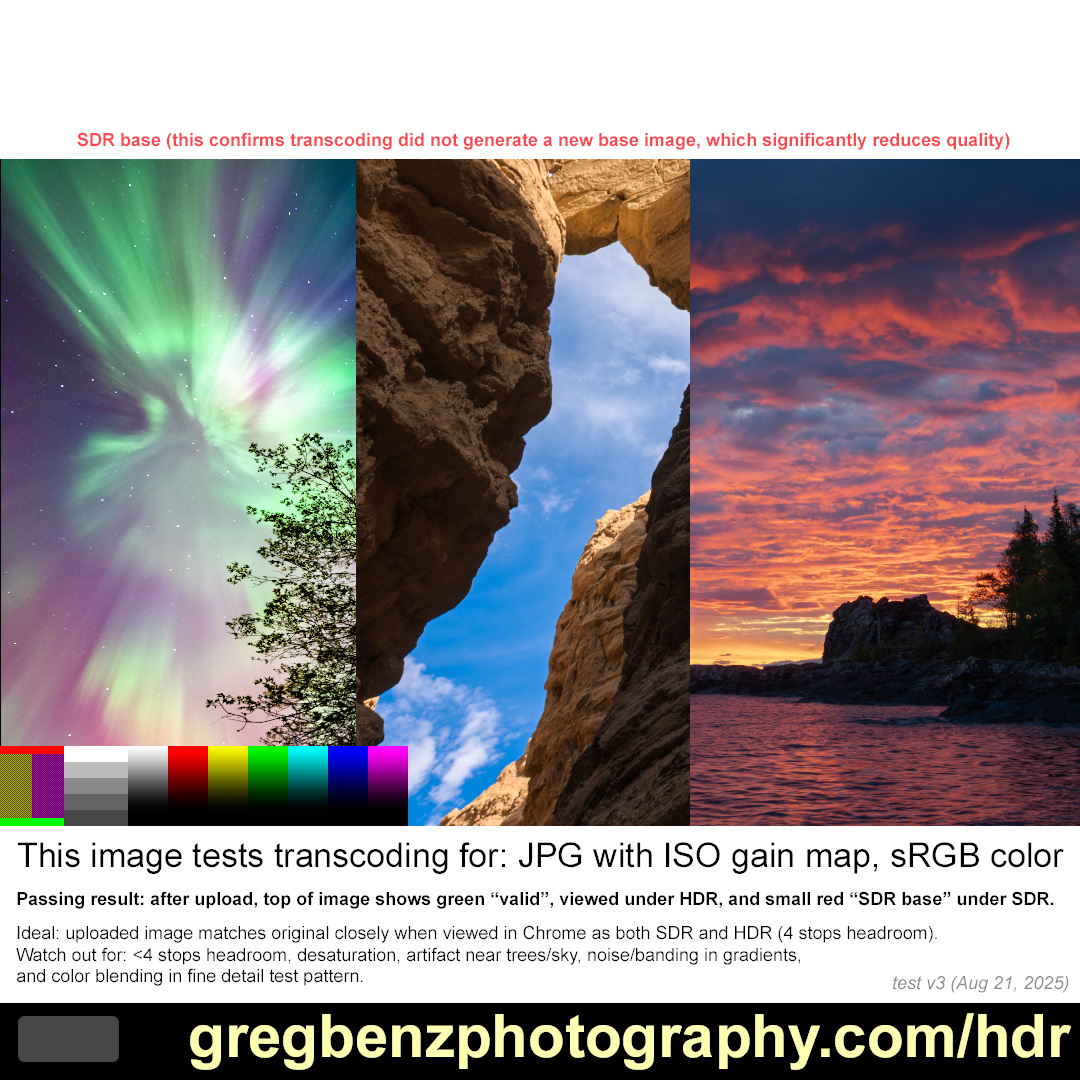 SDR base (this confirms transcoding did not generate a new base image, which significantly reduces quality)
This image tests transcoding for: JPG with ISO gain map, sRGB color
Passing result: after upload, top of image shows green “valid”, viewed under HDR, and small red “SDR base” under SDR.
Ideal: uploaded image matches original closely when viewed in Chrome as both SDR and HDR (4 stops headroom).
Watch out for: <4 stops headroom, desaturation, artifact near trees/sky, noise/banding in gradients,
and color blending in fine detail test pattern.
test v3 (Aug 21, 2025)
gregbenzphotography.com/hdr